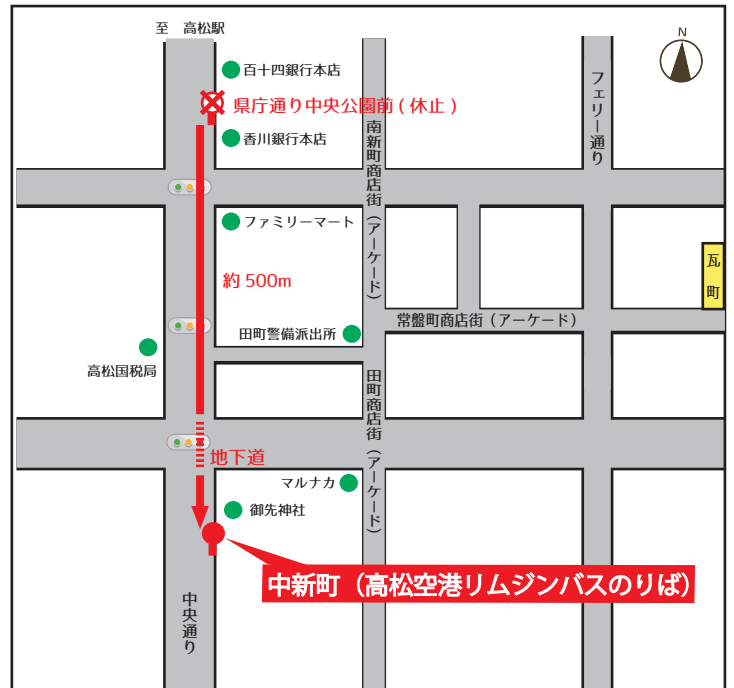 至 高松駅
N
百十四銀行本店
県庁通り中央公園前(休止)
香川銀行本店
南新町商店街(アーケード)
フェリー通り
ファミリーマート
約500m
瓦町
常盤町商店街(アーケード)
田町警備派出所
高松国税局
田町商店街(アーケード)
地下道
マルナカ
御先神社
中新町(高松空港リムジンバスのりば)
中央通り